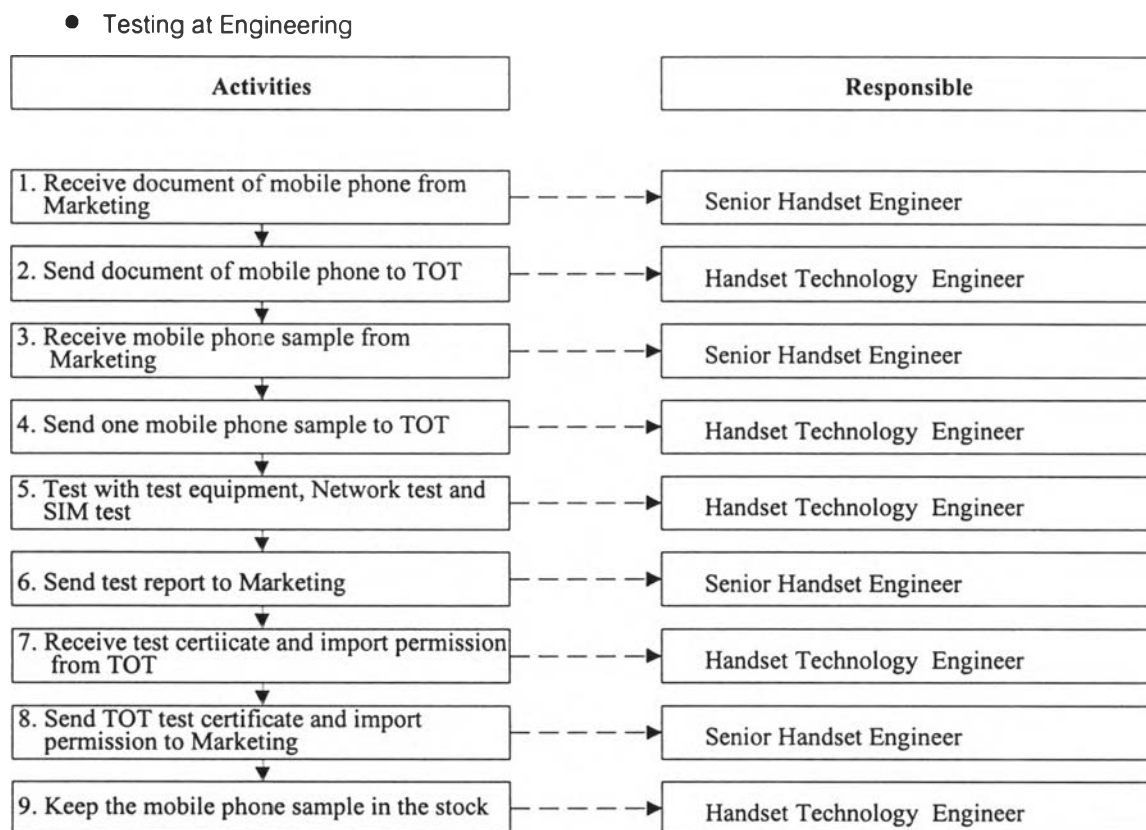 ● Testing at Engineering
Activities
Responsible
1. Receive document of mobile phone from
Marketing
Senior Handset Engineer
2. Send document of mobile phone to TOT
Handset Technology Engineer
3. Receive mobile phone sample from
Marketing
Senior Handset Engineer
4. Send one mobile phone sample to TOT
Handset Technology Engineer
5. Test with test equipment, Network test and
SIM test
Handset Technology Engineer
6. Send test report to Marketing
Senior Handset Engineer
7. Receive test certiicate and import permission
from TOT
Handset Technology Engineer
8. Send TOT test certificate and import
permission to Marketing
Senior Handset Engineer
9. Keep the mobile phone sample in the stock
Handset Technology Engineer